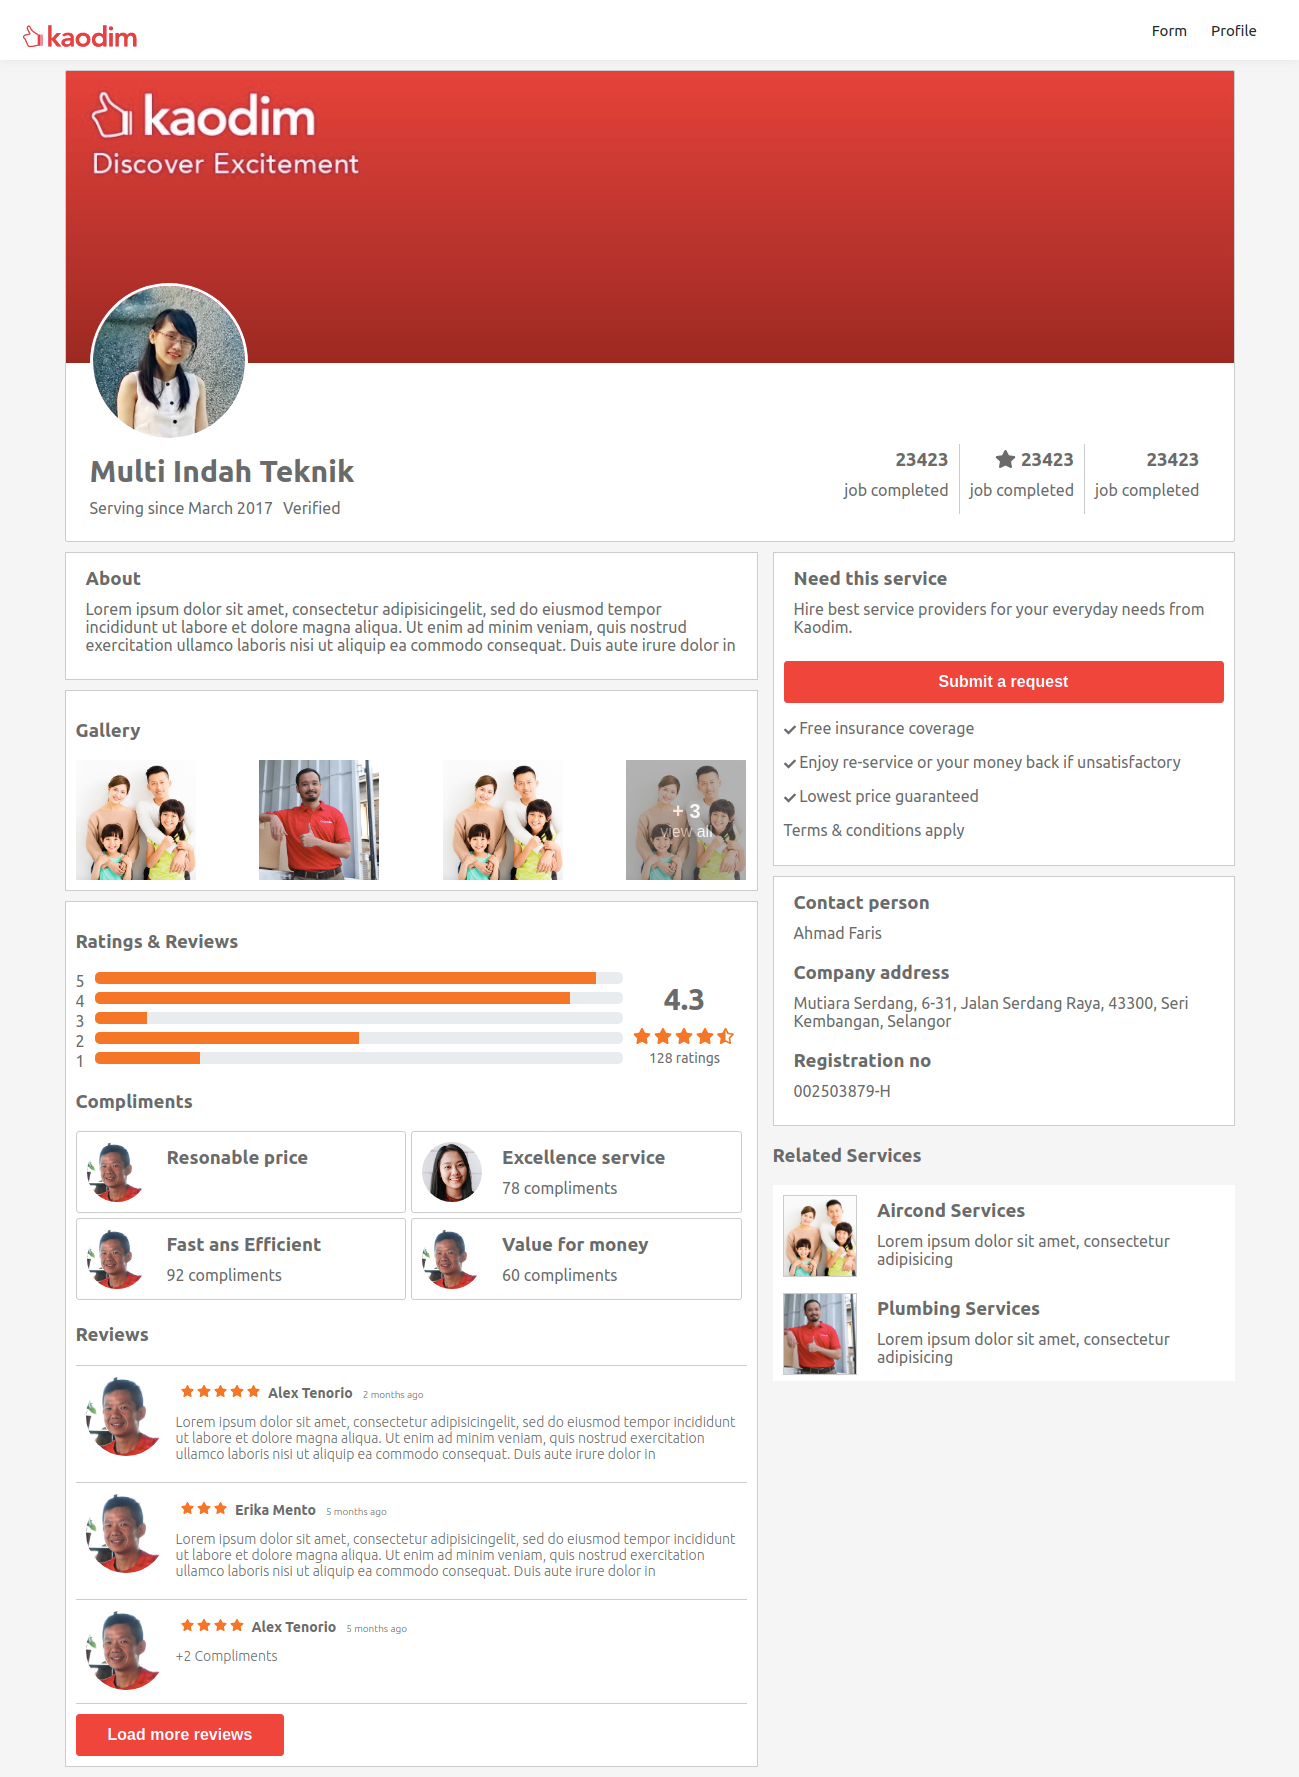 kaodim
Form
Profile
kaodim
Discover Excitement
Multi Indah Teknik
Serving since March 2017 Verified
23423
job completed
23423
job completed
23423
job completed
About
Lorem ipsum dolor sit amet, consectetur adipisicingelit, sed do eiusmod tempor
incididunt ut labore et dolore magna aliqua. Ut enim ad minim veniam, quis nostrud
exercitation ullamco laboris nisi ut aliquip ea commodo consequat. Duis aute irure dolor in
Gallery
+ 3
view all
Ratings & Reviews
5
4
3
2
1
4.3
128 ratings
Compliments
Resonable price
Excellence service
78 compliments
Fast ans Efficient
92 compliments
Value for money
60 compliments
Reviews
Alex Tenorio 2 months ago
Lorem ipsum dolor sit amet, consectetur adipisicingelit, sed do eiusmod tempor incididunt
ut labore et dolore magna aliqua. Ut enim ad minim veniam, quis nostrud exercitation
ullamco laboris nisi ut aliquip ea commodo consequat. Duis aute irure dolor in
Erika Mento 5 months ago
Lorem ipsum dolor sit amet, consectetur adipisicingelit, sed do eiusmod tempor incididunt
ut labore et dolore magna aliqua. Ut enim ad minim veniam, quis nostrud exercitation
ullamco laboris nisi ut aliquip ea commodo consequat. Duis aute irure dolor in
Alex Tenorio 5 months ago
+2 Compliments
Load more reviews
Need this service
Hire best service providers for your everyday needs from
Kaodim.
Submit a request
Free insurance coverage
Enjoy re-service or your money back if unsatisfactory
Lowest price guaranteed
Terms & conditions apply
Contact person
Ahmad Faris
Company address
Mutiara Serdang, 6-31, Jalan Serdang Raya, 43300, Seri
Kembangan, Selangor
Registration no
002503879-H
Related Services
Aircond Services
Lorem ipsum dolor sit amet, consectetur
adipisicing
Plumbing Services
Lorem ipsum dolor sit amet, consectetur
adipisicing